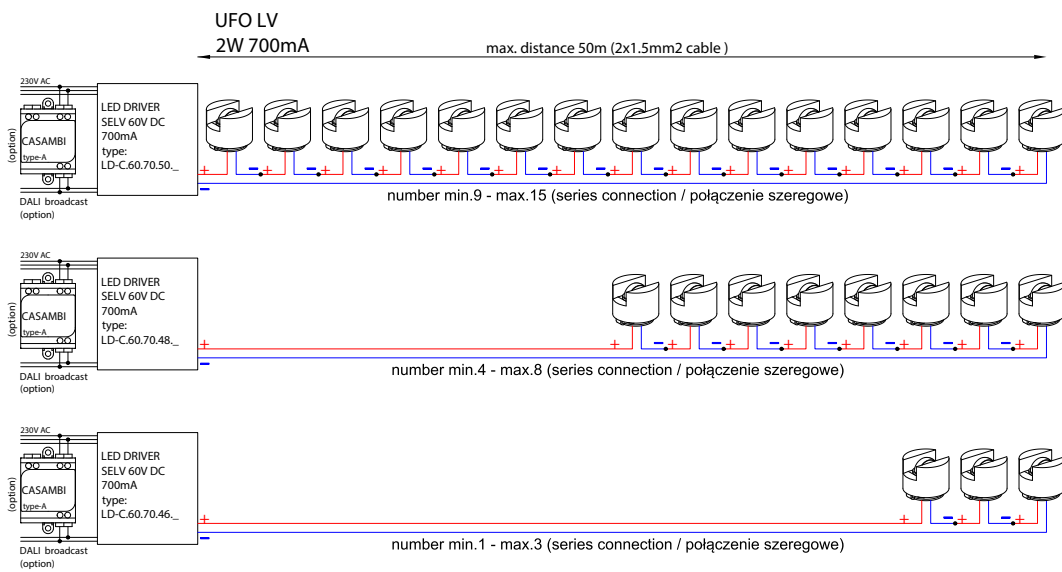 UFO LV
2W 700mA
max. distance 50m (2x1.5mm2 cable )
230V AC
(option)
CASAMBI
type-A
LED DRIVER
SELV 60V DC
700mA
type:
LD-C.60.70.50._
+ - + - + - + - + - + - + - + - + - + - + - + - + - + - +
-
DALI broadcast
(option)
number min.9 - max.15 (series connection / połączenie szeregowe)
230V AC
(option)
CASAMBI
type-A
LED DRIVER
SELV 60V DC
700mA
type:
LD-C.60.70.48._
+ + - + - + - + - + - + - + - +
-
DALI broadcast
(option)
number min.4 - max.8 (series connection / połączenie szeregowe)
230V AC
(option)
CASAMBI
type-A
LED DRIVER
SELV 60V DC
700mA
type:
LD-C.60.70.46._
+ + - + - +
-
DALI broadcast
(option)
number min.1 - max.3 (series connection / połączenie szeregowe)